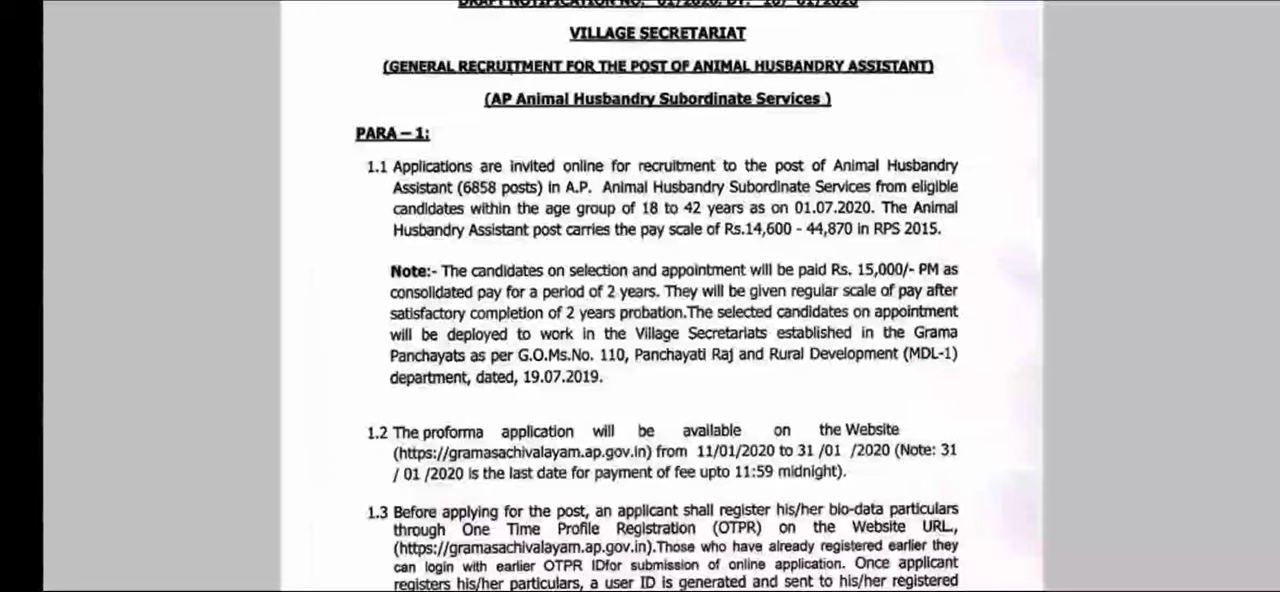 VILLAGE SECRETARIAT
(GENERAL RECRUITMENT FOR THE POST OF ANIMAL HUSBANDRY ASSISTANT)
(AP Animal Husbandry Subordinate Services )
PARA – 1:
1.1 Applications are invited online for recruitment to the post of Animal Husbandry
Assistant (6858 posts) in A.P. Animal Husbandry Subordinate Services from eligible
candidates within the age group of 18 to 42 years as on 01.07.2020. The Animal
Husbandry Assistant post carries the pay scale of Rs.14,600 - 44,870 in RPS 2015.
Note:- The candidates on selection and appointment will be paid Rs. 15,000/- PM as
consolidated pay for a period of 2 years. They will be given regular scale of pay after
satisfactory completion of 2 years probation.The selected candidates on appointment
will be deployed to work in the Village Secretariats established in the Grama
Panchayats as per G.O.Ms.No. 110, Panchayati Raj and Rural Development (MDL-1)
department, dated, 19.07.2019.
1.2 The proforma application will be available on the Website
(https://gramasachivalayam.ap.gov.in) from 11/01/2020 to 31 /01 /2020 (Note: 31
/ 01 /2020 is the last date for payment of fee upto 11:59 midnight).
1.3 Before applying for the post, an applicant shall register his/her bio-data particulars
through One Time Profile Registration (OTPR) on the Website URL,
(https://gramasachivalayam.ap.gov.in).Those who have already registered earlier they
can login with earlier OTPR IDfor submission of online application. Once applicant
registers his/her particulars, a user ID is generated and sent to his/her registered